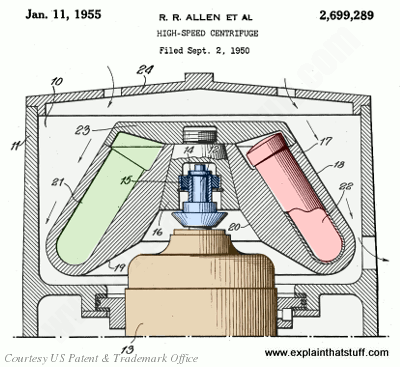 Jan. 11, 1955
R. R. ALLEN ET AL
2,699,289
HIGH-SPEED CENTRIFUGE
Filed Sept. 2, 1950
10
24
11
23
14
12
17
18
15
21
22
16
20
19
13
Courtesy US Patent & Trademark Office
www.explainthatstuff.com